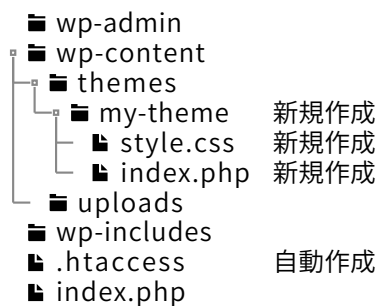 wp-admin
wp-content
themes
my-theme 新規作成
style.css 新規作成
index.php 新規作成
uploads
wp-includes
.htaccess 自動作成
index.php